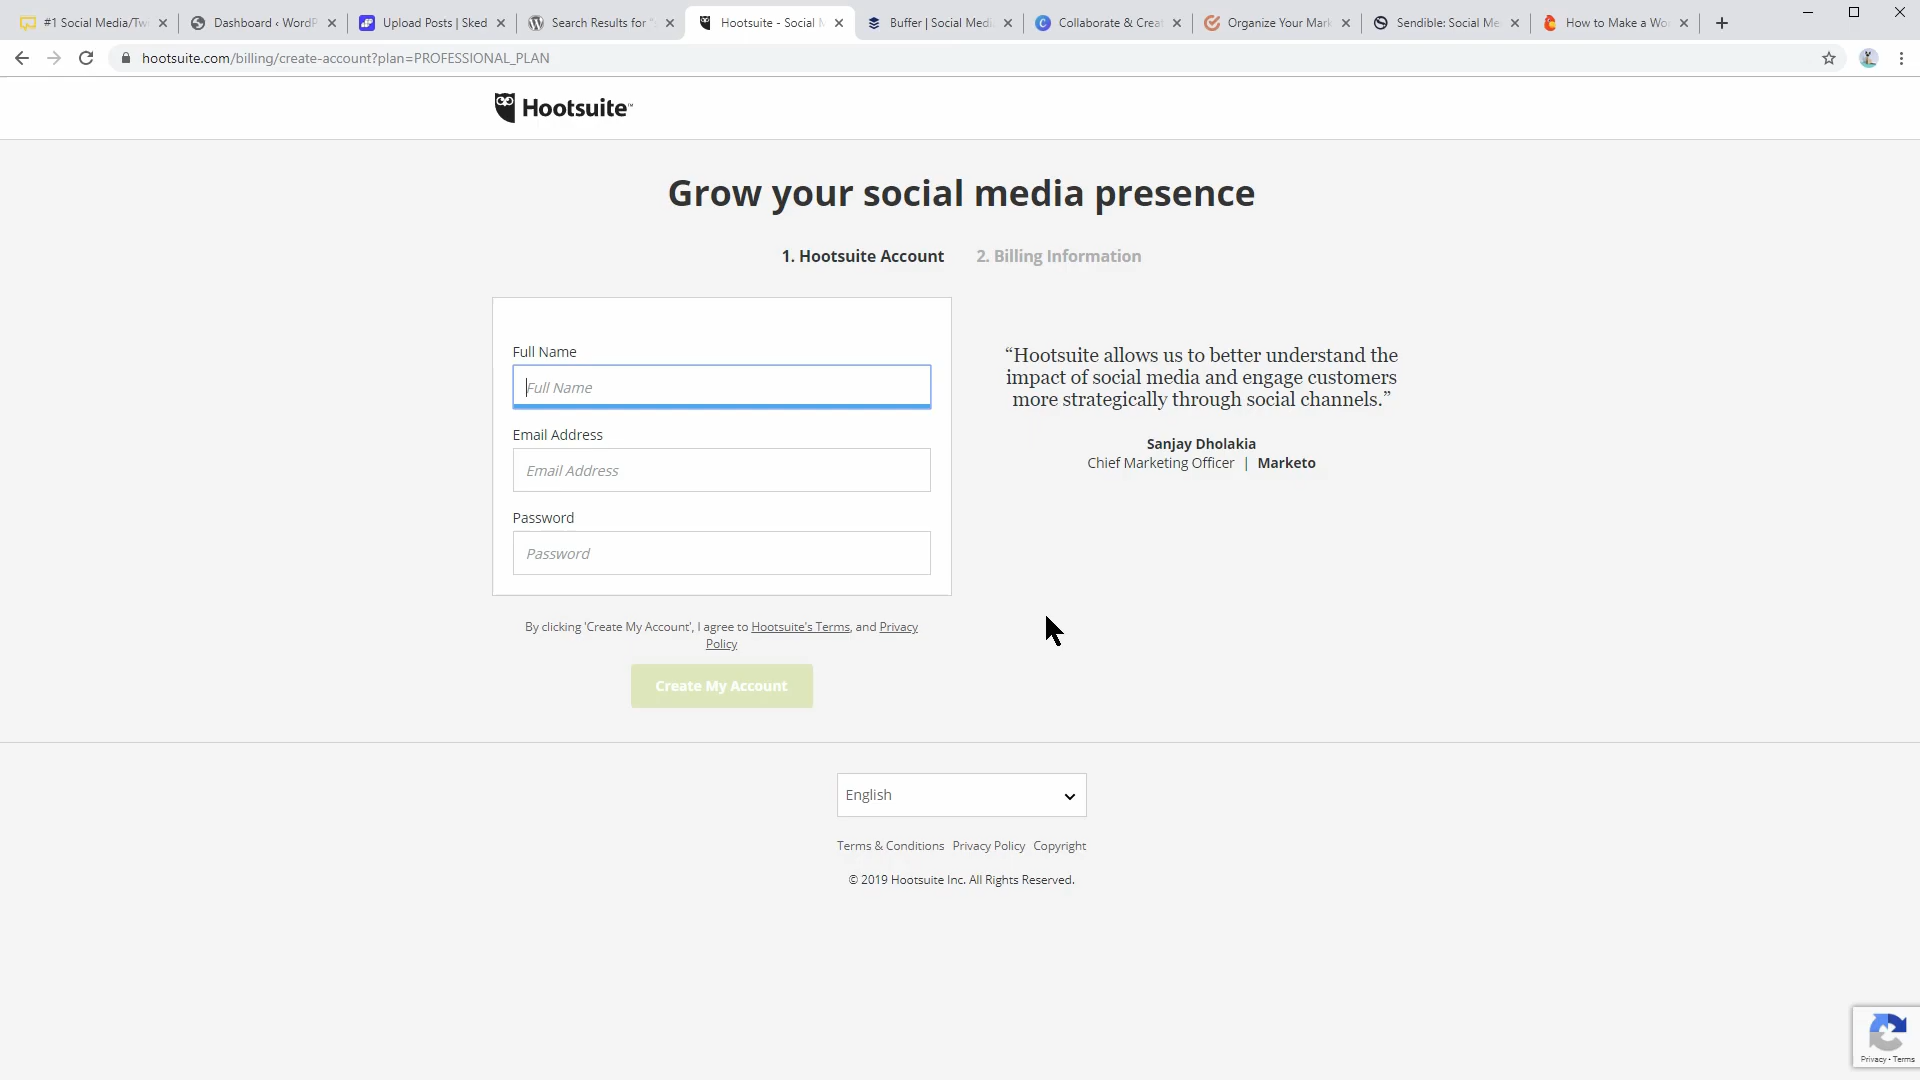 #1 Social Media/Tw
Dashboard ‹ WordP
Upload Posts | Sked
Search Results for "s
Hootsuite - Social M
Buffer | Social Medi
Collaborate & Creat
Organize Your Mark
Sendible: Social Me
How to Make a Wo
hootsuite.com/billing/create-account?plan=PROFESSIONAL_PLAN
Hootsuite™
Grow your social media presence
1. Hootsuite Account
2. Billing Information
Full Name
Full Name
Email Address
Email Address
Password
Password
By clicking 'Create My Account', I agree to Hootsuite's Terms, and Privacy
Policy
Create My Account
“Hootsuite allows us to better understand the
impact of social media and engage customers
more strategically through social channels.”
Sanjay Dholakia
Chief Marketing Officer | Marketo
English
Terms & Conditions Privacy Policy Copyright
© 2019 Hootsuite Inc. All Rights Reserved.
Privacy - Terms